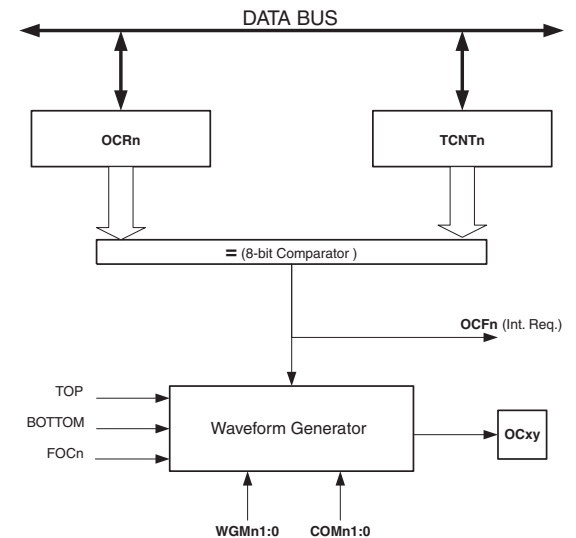 DATA BUS
OCRn
TCNTn
= (8-bit Comparator )
OCFn (Int. Req.)
TOP
BOTTOM
FOCn
Waveform Generator
OCxy
WGMn1:0
COMn1:0